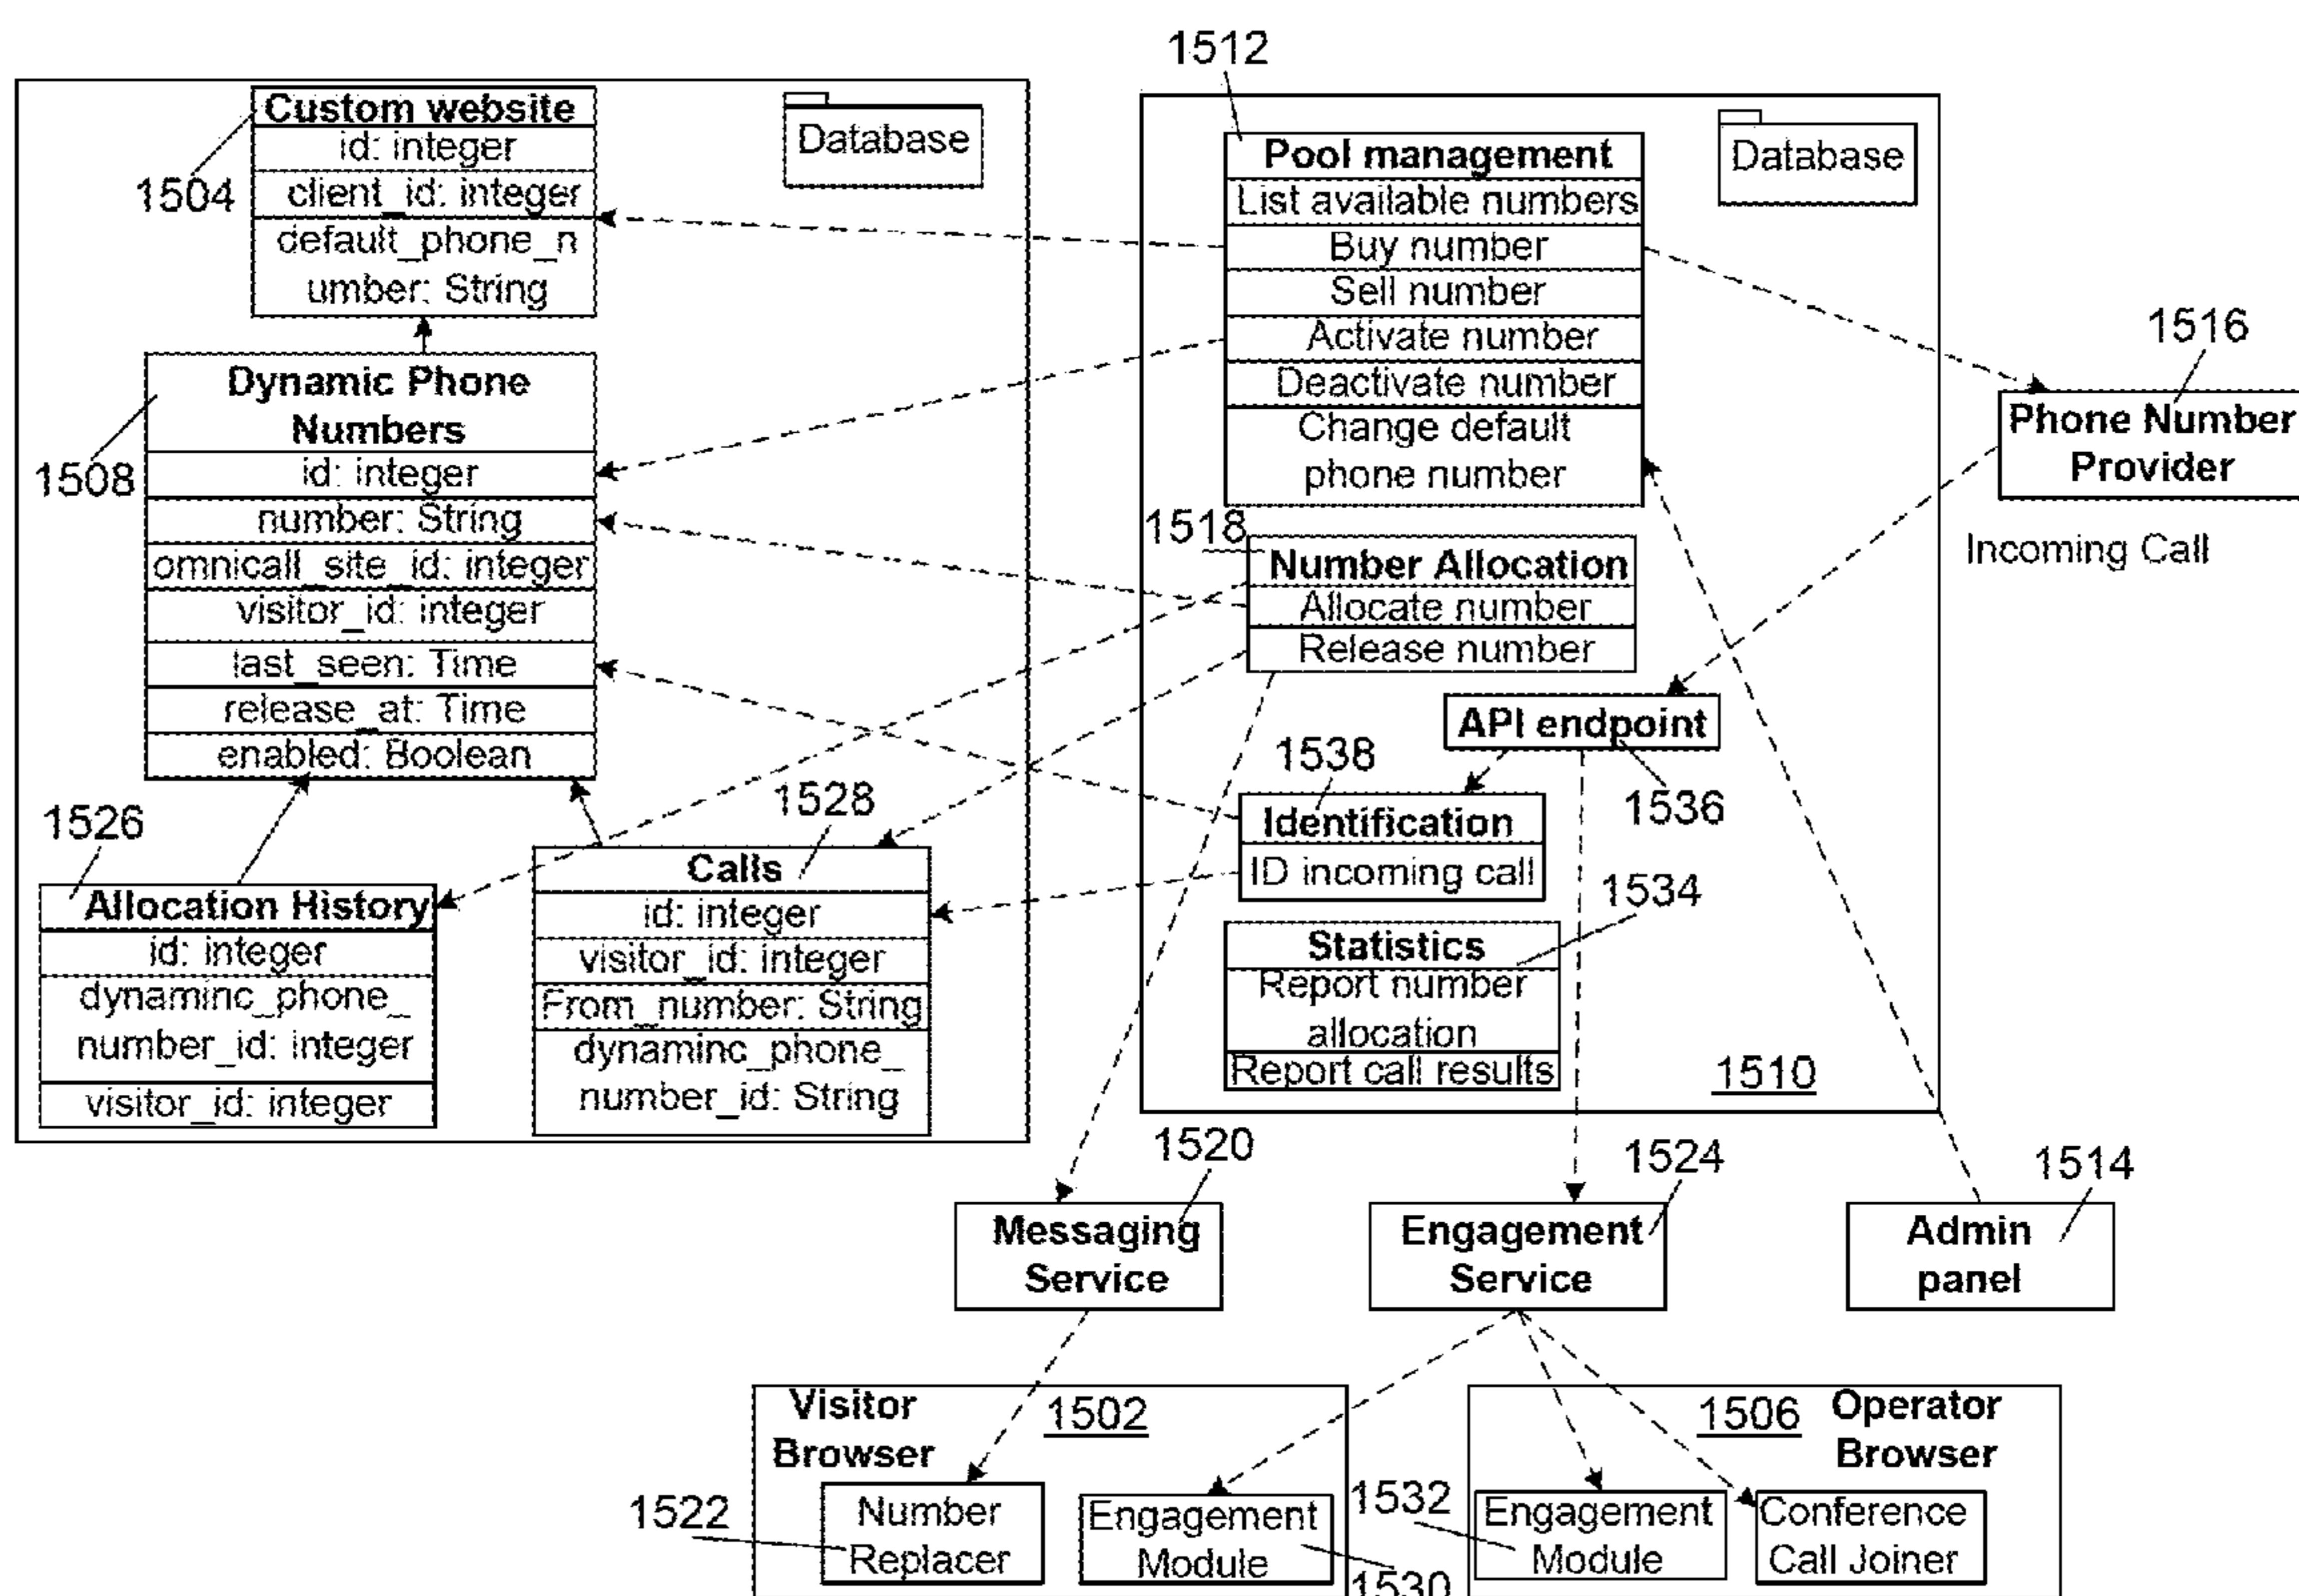 1512
Custom website
id: integer
client_id: integer
default_phone_n
umber: String
Database
1504
Dynamic Phone
Numbers
id: integer
number: String
omnicall_site_id: integer
visitor_id: integer
last_seen: Time
release_at: Time
enabled: Boolean
1508
1526
Allocation History
id: integer
dynaminc_phone_
number_id: integer
visitor_id: integer
1528
Calls
id: integer
visitor_id: integer
From_number: String
dynaminc_phone_
number_id: String
Pool management
List available numbers
Buy number
Sell number
Activate number
Deactivate number
Change default
phone number
Database
1516
Phone Number
Provider
Incoming Call
1518
Number Allocation
Allocate number
Release number
API endpoint
1536
1538
Identification
ID incoming call
1534
Statistics
Report number
allocation
Report call results
1510
1520
Messaging
Service
1524
Engagement
Service
1514
Admin
panel
Visitor
Browser
1502
Number
Replacer
1522
Engagement
Module
1530
1506
Operator
Browser
1532
Engagement
Module
Conference
Call Joiner